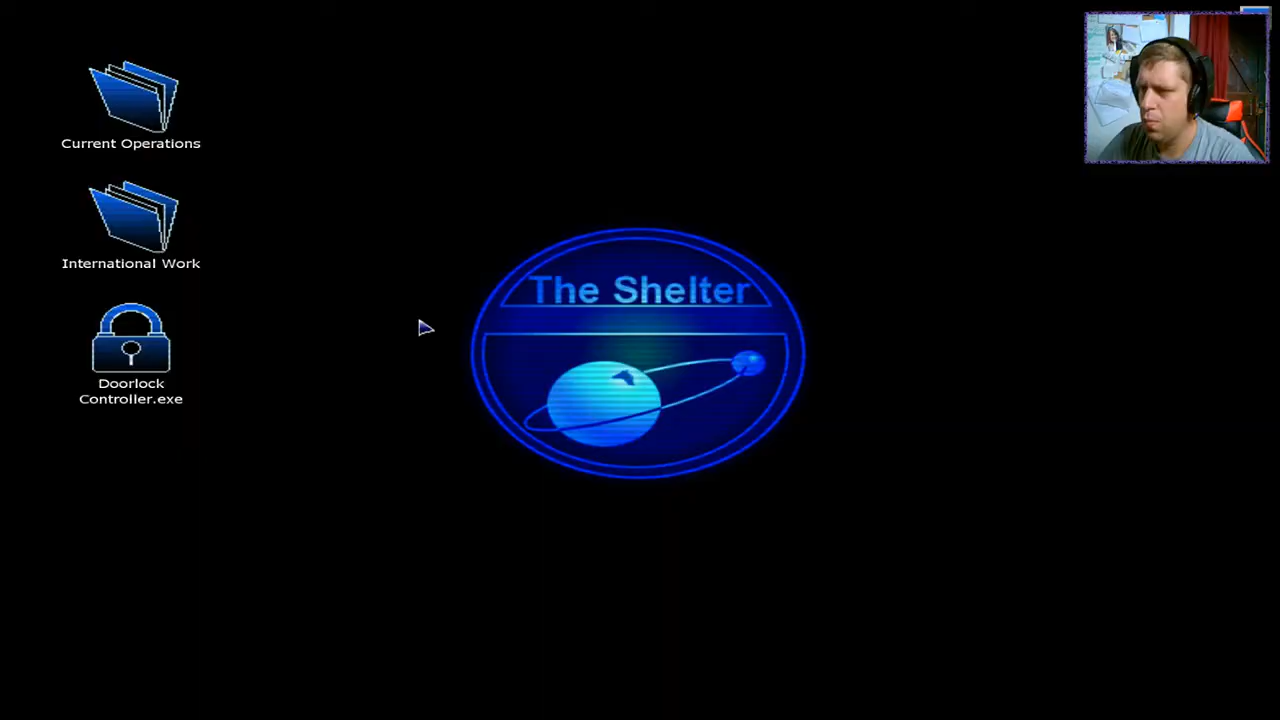 Current Operations
The Shelter
International Work
Doorlock
Controller.exe